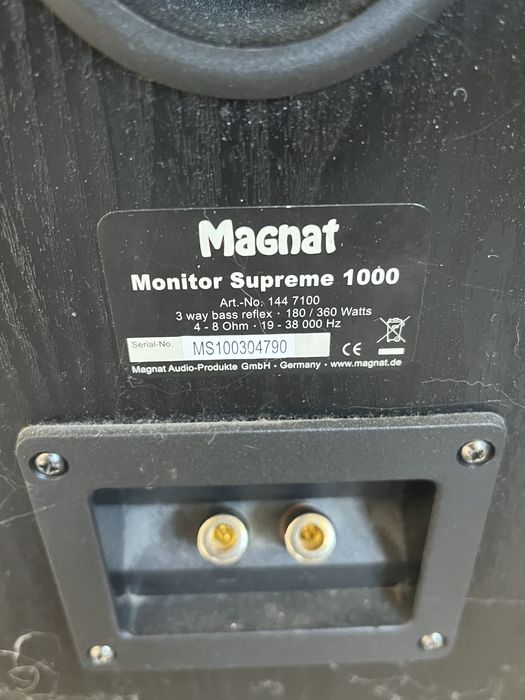 Magnat
Monitor Supreme 1000
Art.-No. 144 7100
3 way bass reflex · 180 / 360 Watts
4 - 8 Ohm · 19 - 38 000 Hz
Serial-No. MS100304790
CE
Magnat Audio-Produkte GmbH · Germany · www.magnat.de